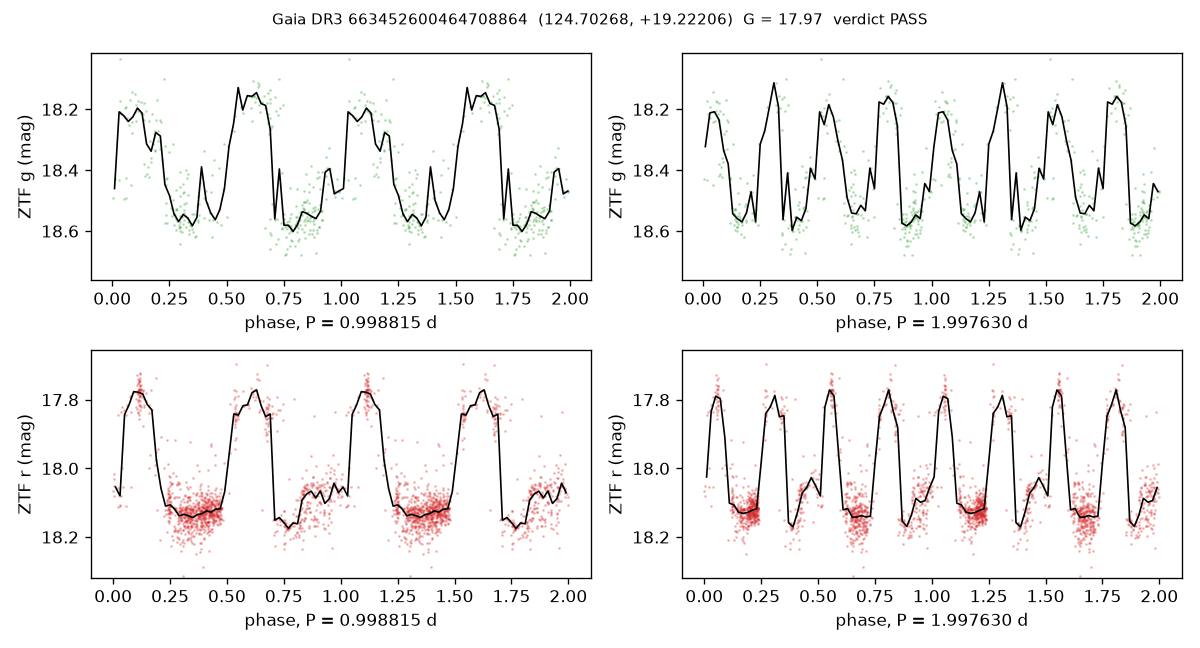 Gaia DR3 663452600464708864 (124.70268, +19.22206) G = 17.97 verdict PASS
ZTF g (mag)
18.2
18.4
18.6
0.00 0.25 0.50 0.75 1.00 1.25 1.50 1.75 2.00
phase, P = 0.998815 d
ZTF g (mag)
18.2
18.4
18.6
0.00 0.25 0.50 0.75 1.00 1.25 1.50 1.75 2.00
phase, P = 1.997630 d
ZTF r (mag)
17.8
18.0
18.2
0.00 0.25 0.50 0.75 1.00 1.25 1.50 1.75 2.00
phase, P = 0.998815 d
ZTF r (mag)
17.8
18.0
18.2
0.00 0.25 0.50 0.75 1.00 1.25 1.50 1.75 2.00
phase, P = 1.997630 d